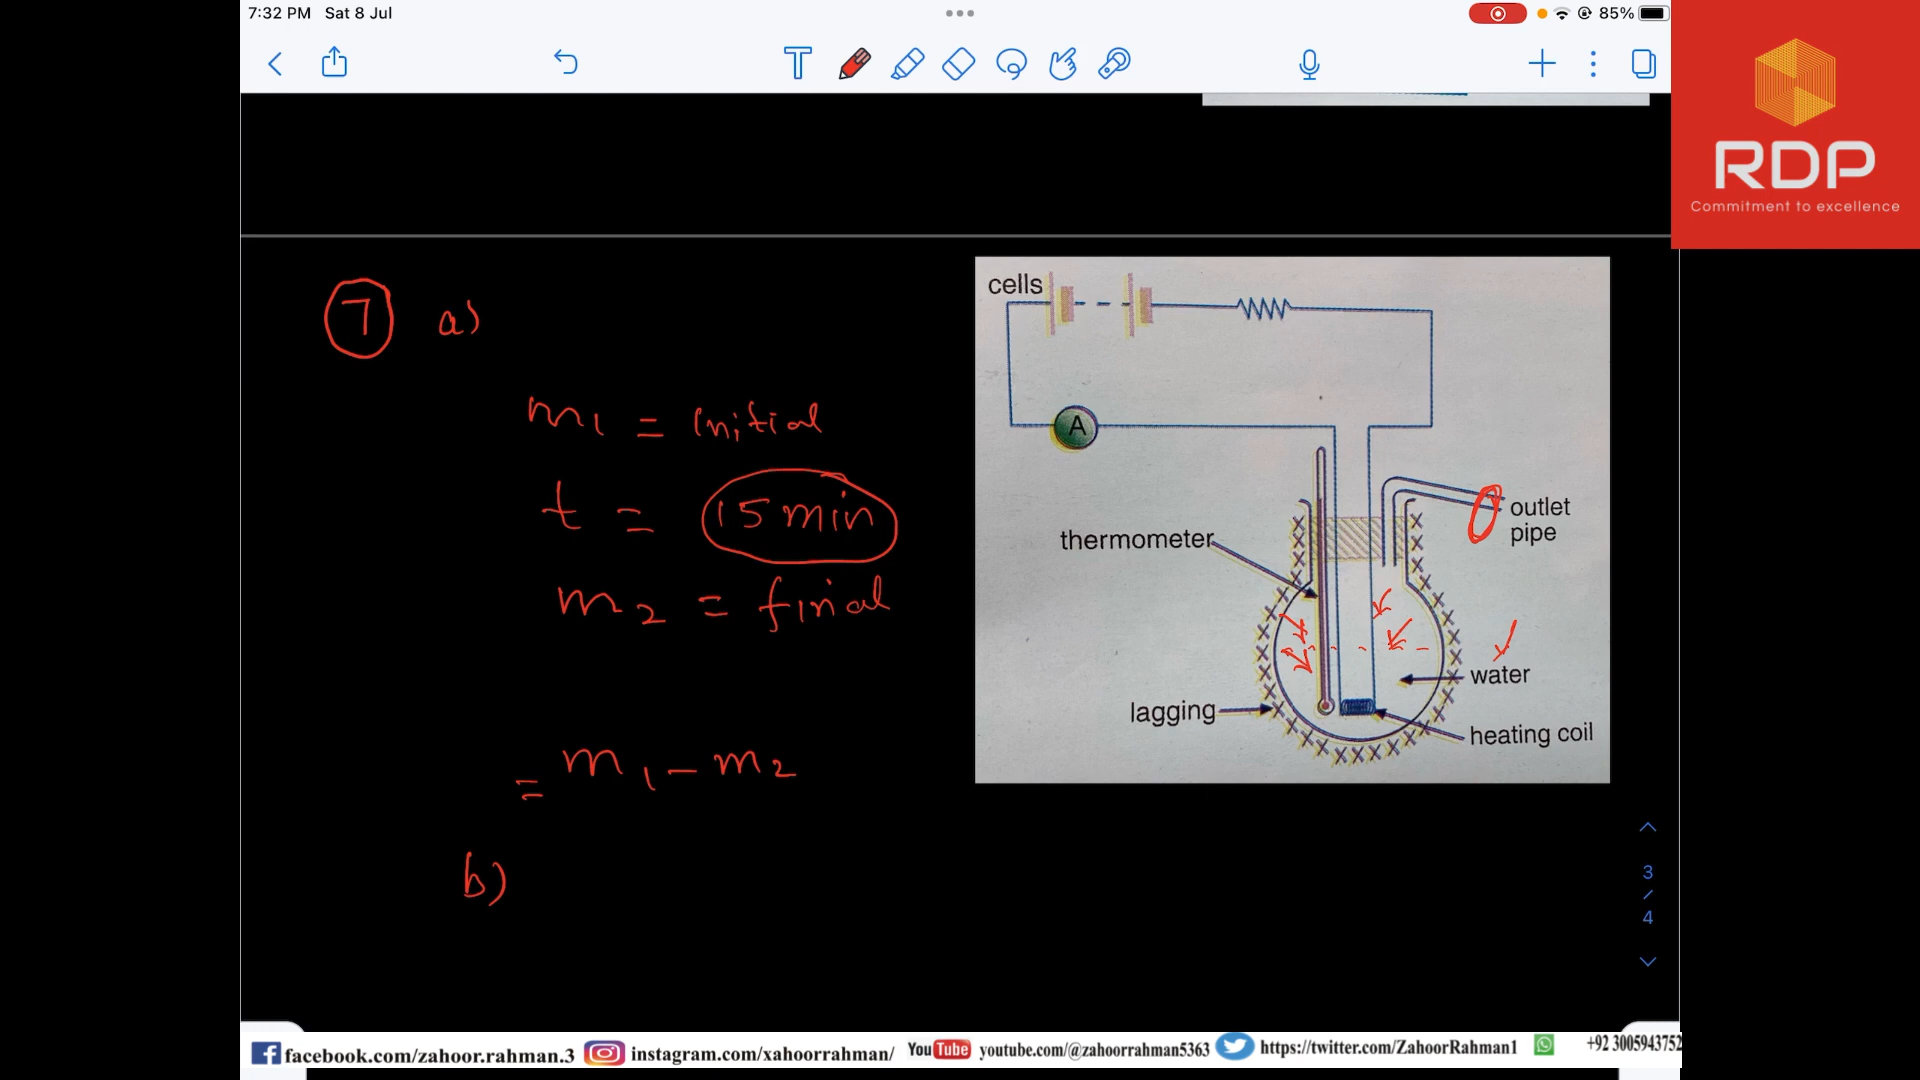 7:32 PM Sat 8 Jul
85%
RDP
Commitment to excellence
7 a)
m1 = initial
t = 15 min
m2 = final
= m1 - m2
b)
cells
A
thermometer
outlet
pipe
water
lagging
heating coil
3
/
4
facebook.com/zahoor.rahman.3 instagram.com/xahoorrahman/ YouTube youtube.com/@zahoorrahman5363 https://twitter.com/ZahoorRahman1 +92 3005943752